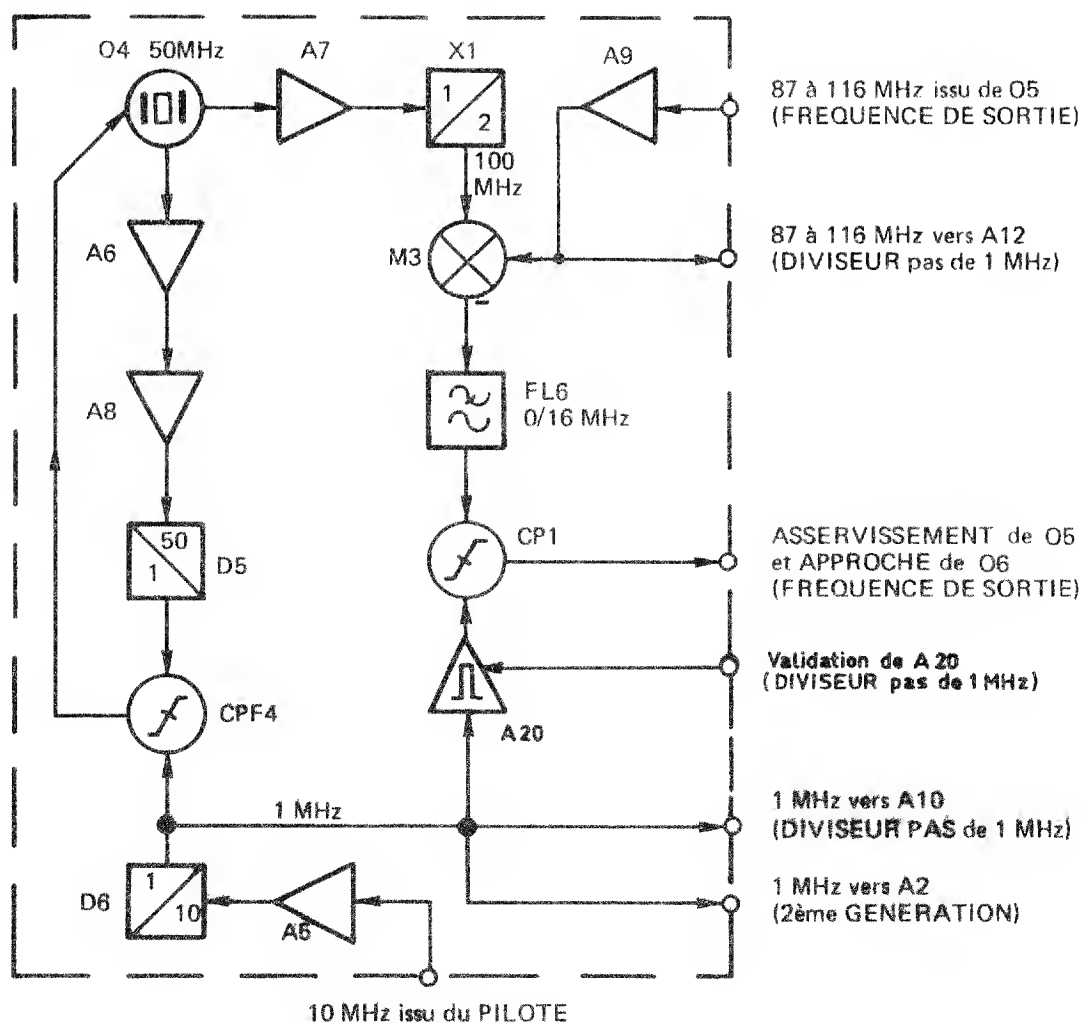 O4 50MHz
A7
X1
A9
1
2
100
MHz
87 à 116 MHz issu de O5
(FREQUENCE DE SORTIE)
A6
M3
-
87 à 116 MHz vers A12
(DIVISEUR pas de 1 MHz)
A8
FL6
0/16 MHz
50
1
D5
CP1
ASSERVISSEMENT de O5
et APPROCHE de O6
(FREQUENCE DE SORTIE)
CPF4
A20
Validation de A20
(DIVISEUR pas de 1MHz)
1 MHz
1 MHz vers A10
(DIVISEUR PAS de 1 MHz)
D6
1
10
A5
1 MHz vers A2
(2ème GENERATION)
10 MHz issu du PILOTE